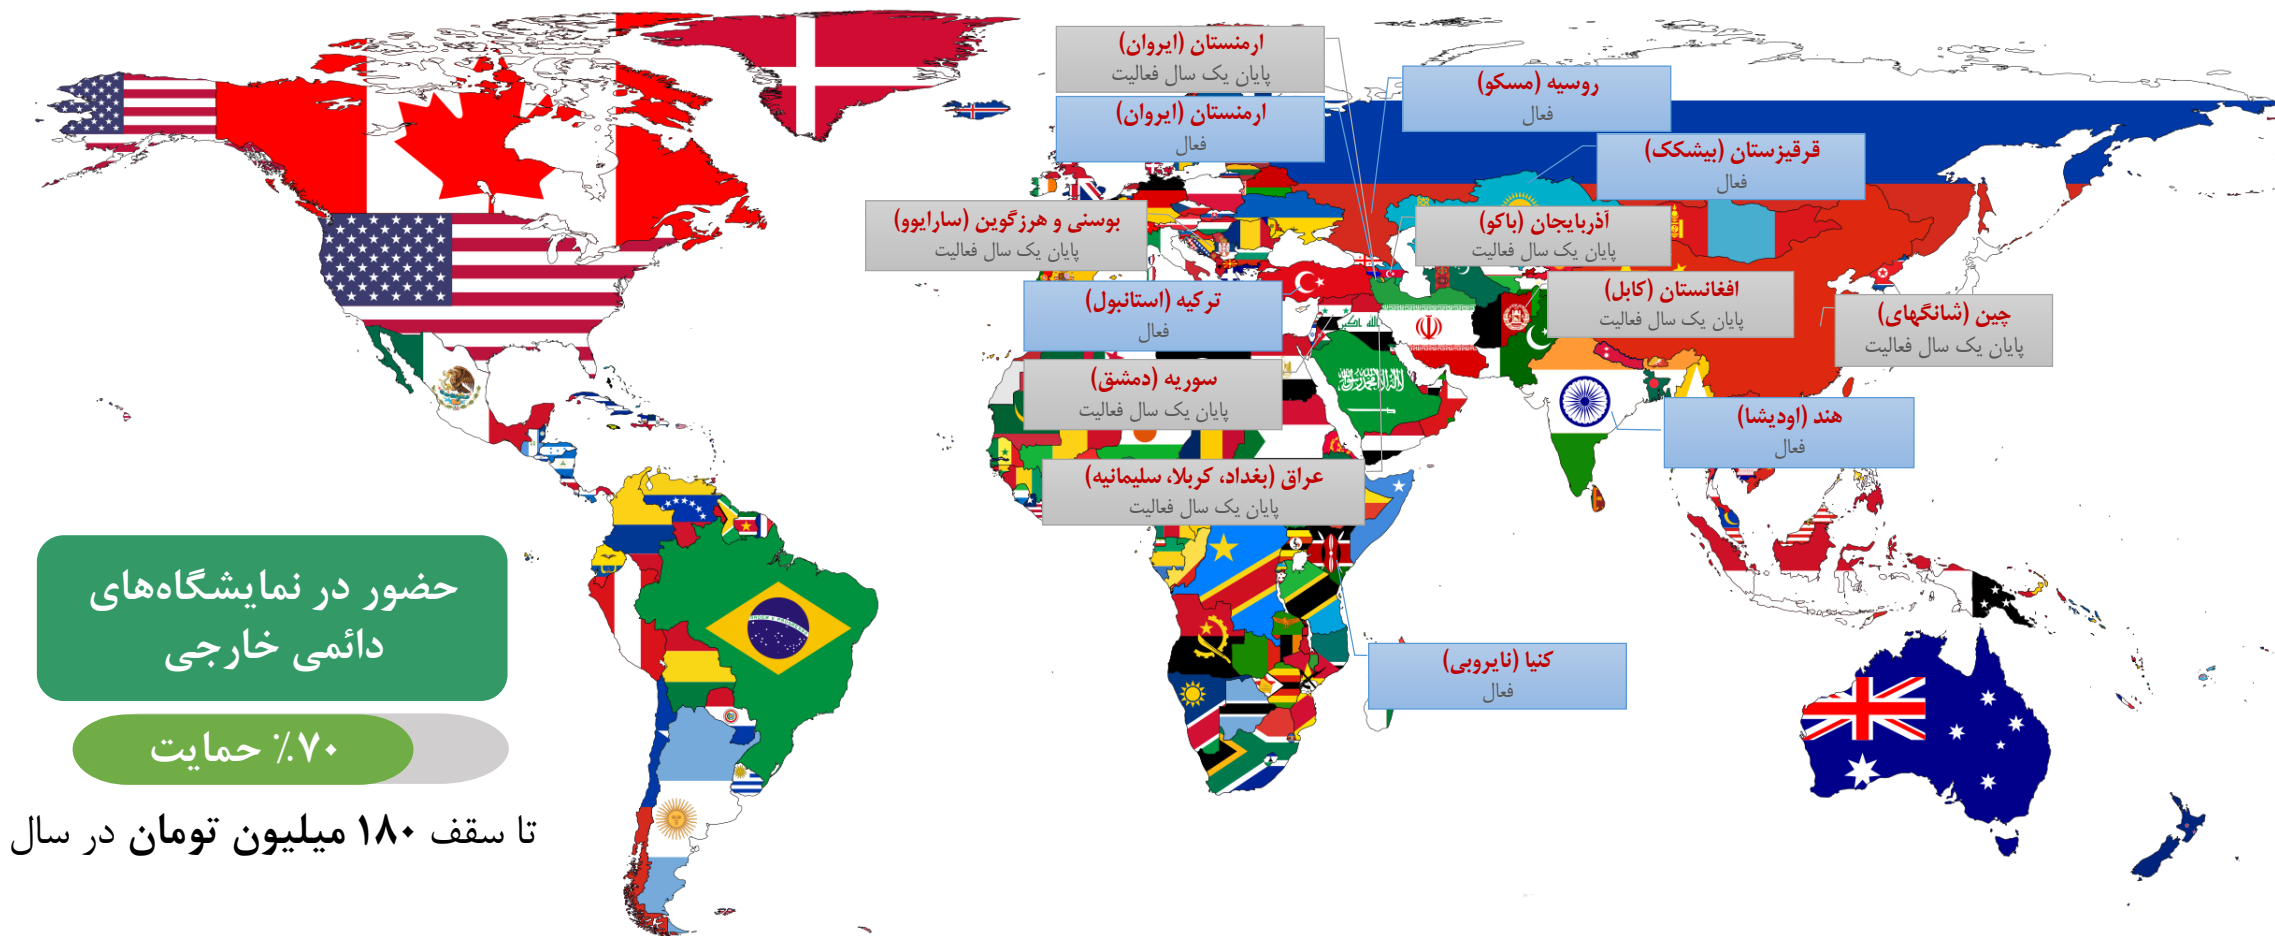 ارمنستان (ایروان)
پایان یک سال فعالیت
ارمنستان (ایروان)
فعال
روسیه (مسکو)
فعال
قرقیزستان (بیشکک)
فعال
بوسنی و هرزگوین (سارایوو)
پایان یک سال فعالیت
آذربایجان (باکو)
پایان یک سال فعالیت
افغانستان (کابل)
پایان یک سال فعالیت
چین (شانگهای)
پایان یک سال فعالیت
ترکیه (استانبول)
فعال
سوریه (دمشق)
پایان یک سال فعالیت
هند (اودیشا)
فعال
عراق (بغداد، کربلا، سلیمانیه)
پایان یک سال فعالیت
کنیا (نایروبی)
فعال
حضور در نمایشگاه‌های
دائمی خارجی
۷۰٪ حمایت
تا سقف ۱۸۰ میلیون تومان در سال